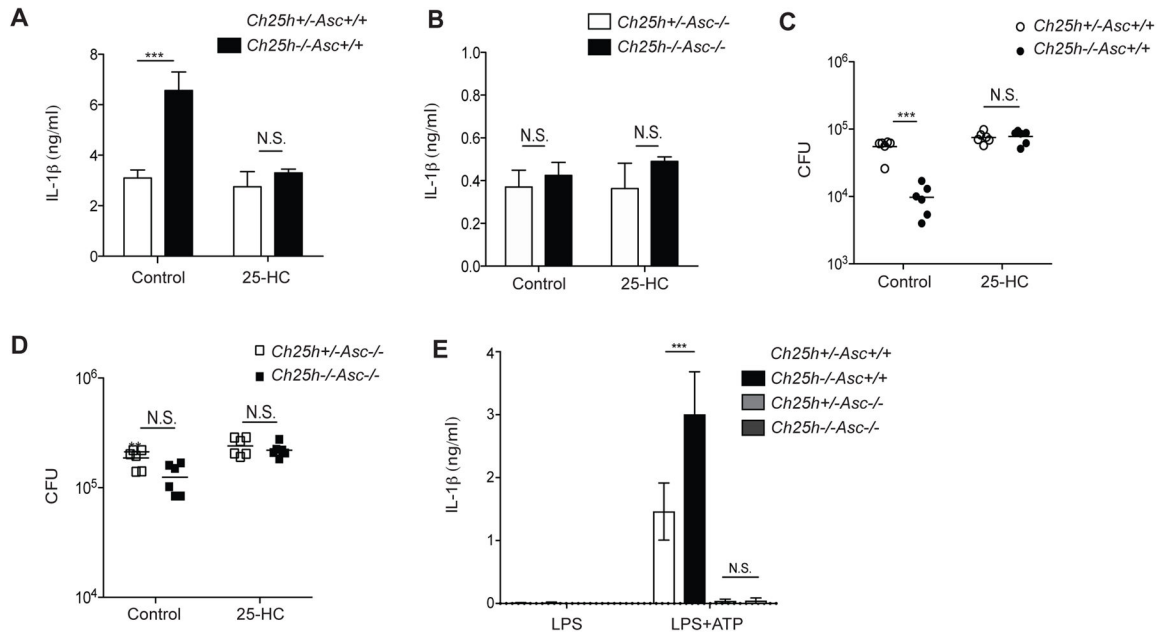 A
Ch25h+/-Asc+/+
Ch25h-/-Asc+/+
8
6
4
2
0
IL-1β (ng/ml)
***
N.S.
Control
25-HC
B
Ch25h+/-Asc-/-
Ch25h-/-Asc-/-
1.0
0.8
0.6
0.4
0.2
0.0
IL-1β (ng/ml)
N.S.
N.S.
Control
25-HC
C
Ch25h+/-Asc+/+
Ch25h-/-Asc+/+
10⁶
10⁵
10⁴
10³
CFU
***
N.S.
Control
25-HC
D
Ch25h+/-Asc-/-
Ch25h-/-Asc-/-
10⁶
10⁵
10⁴
CFU
N.S.
N.S.
**
Control
25-HC
E
Ch25h+/-Asc+/+
Ch25h-/-Asc+/+
Ch25h+/-Asc-/-
Ch25h-/-Asc-/-
4
3
2
1
0
IL-1β (ng/ml)
***
N.S.
LPS
LPS+ATP